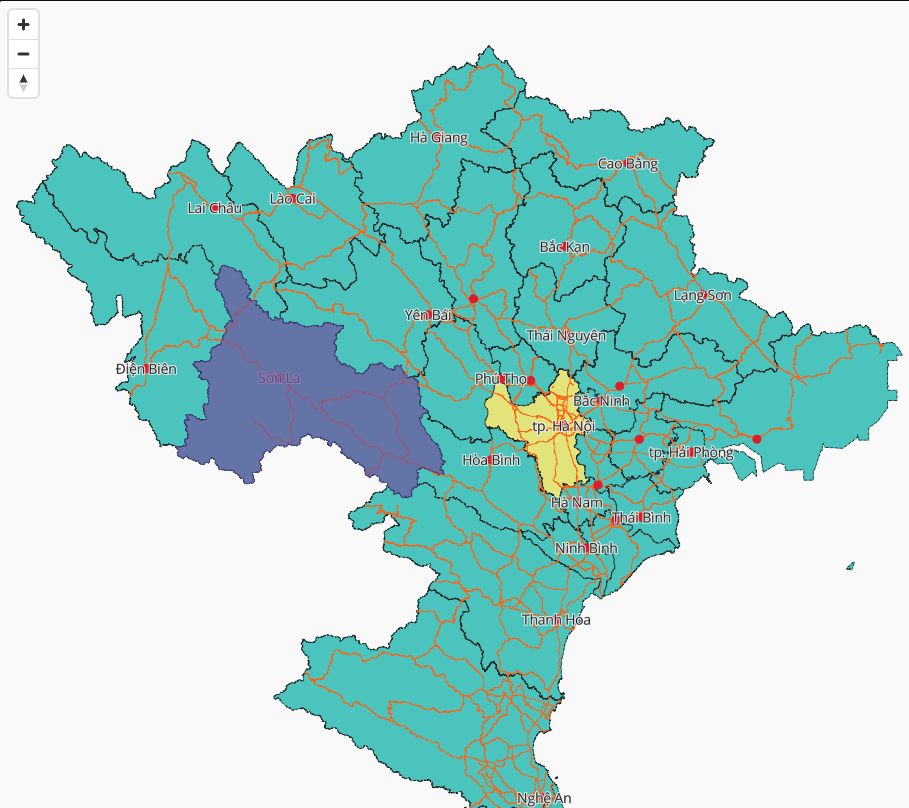 Hà Giang
Cao Bằng
Lào Cai
Lai Châu
Bắc Kạn
Lạng Sơn
Yên Bái
Thái Nguyên
Điện Biên
Sơn La
Phú Thọ
Bắc Ninh
tp. Hà Nội
tp. Hải Phòng
Hòa Bình
Hà Nam
Thái Bình
Ninh Bình
Thanh Hóa
Nghệ An